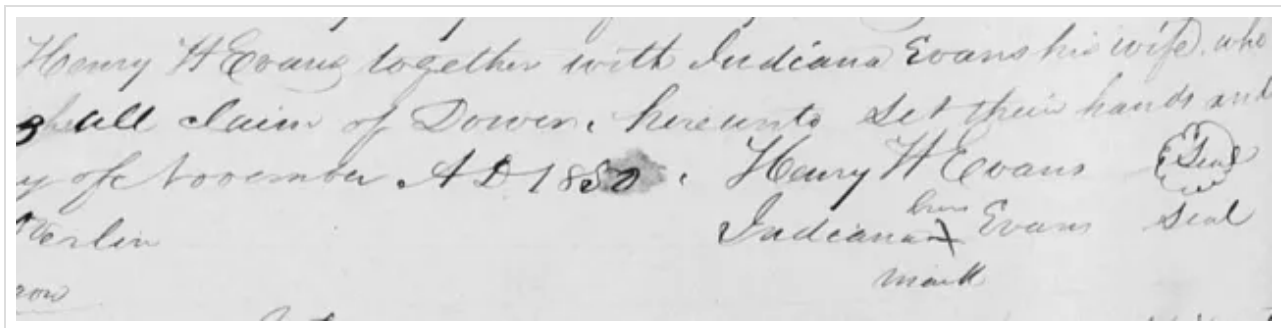 Henry H Evans together with Indiana Evans his wife, who
all claim of Dower, hereunto Set their hands and
of November A D 1850. Henry H Evans Seal
Indiana X Evans Seal
mark